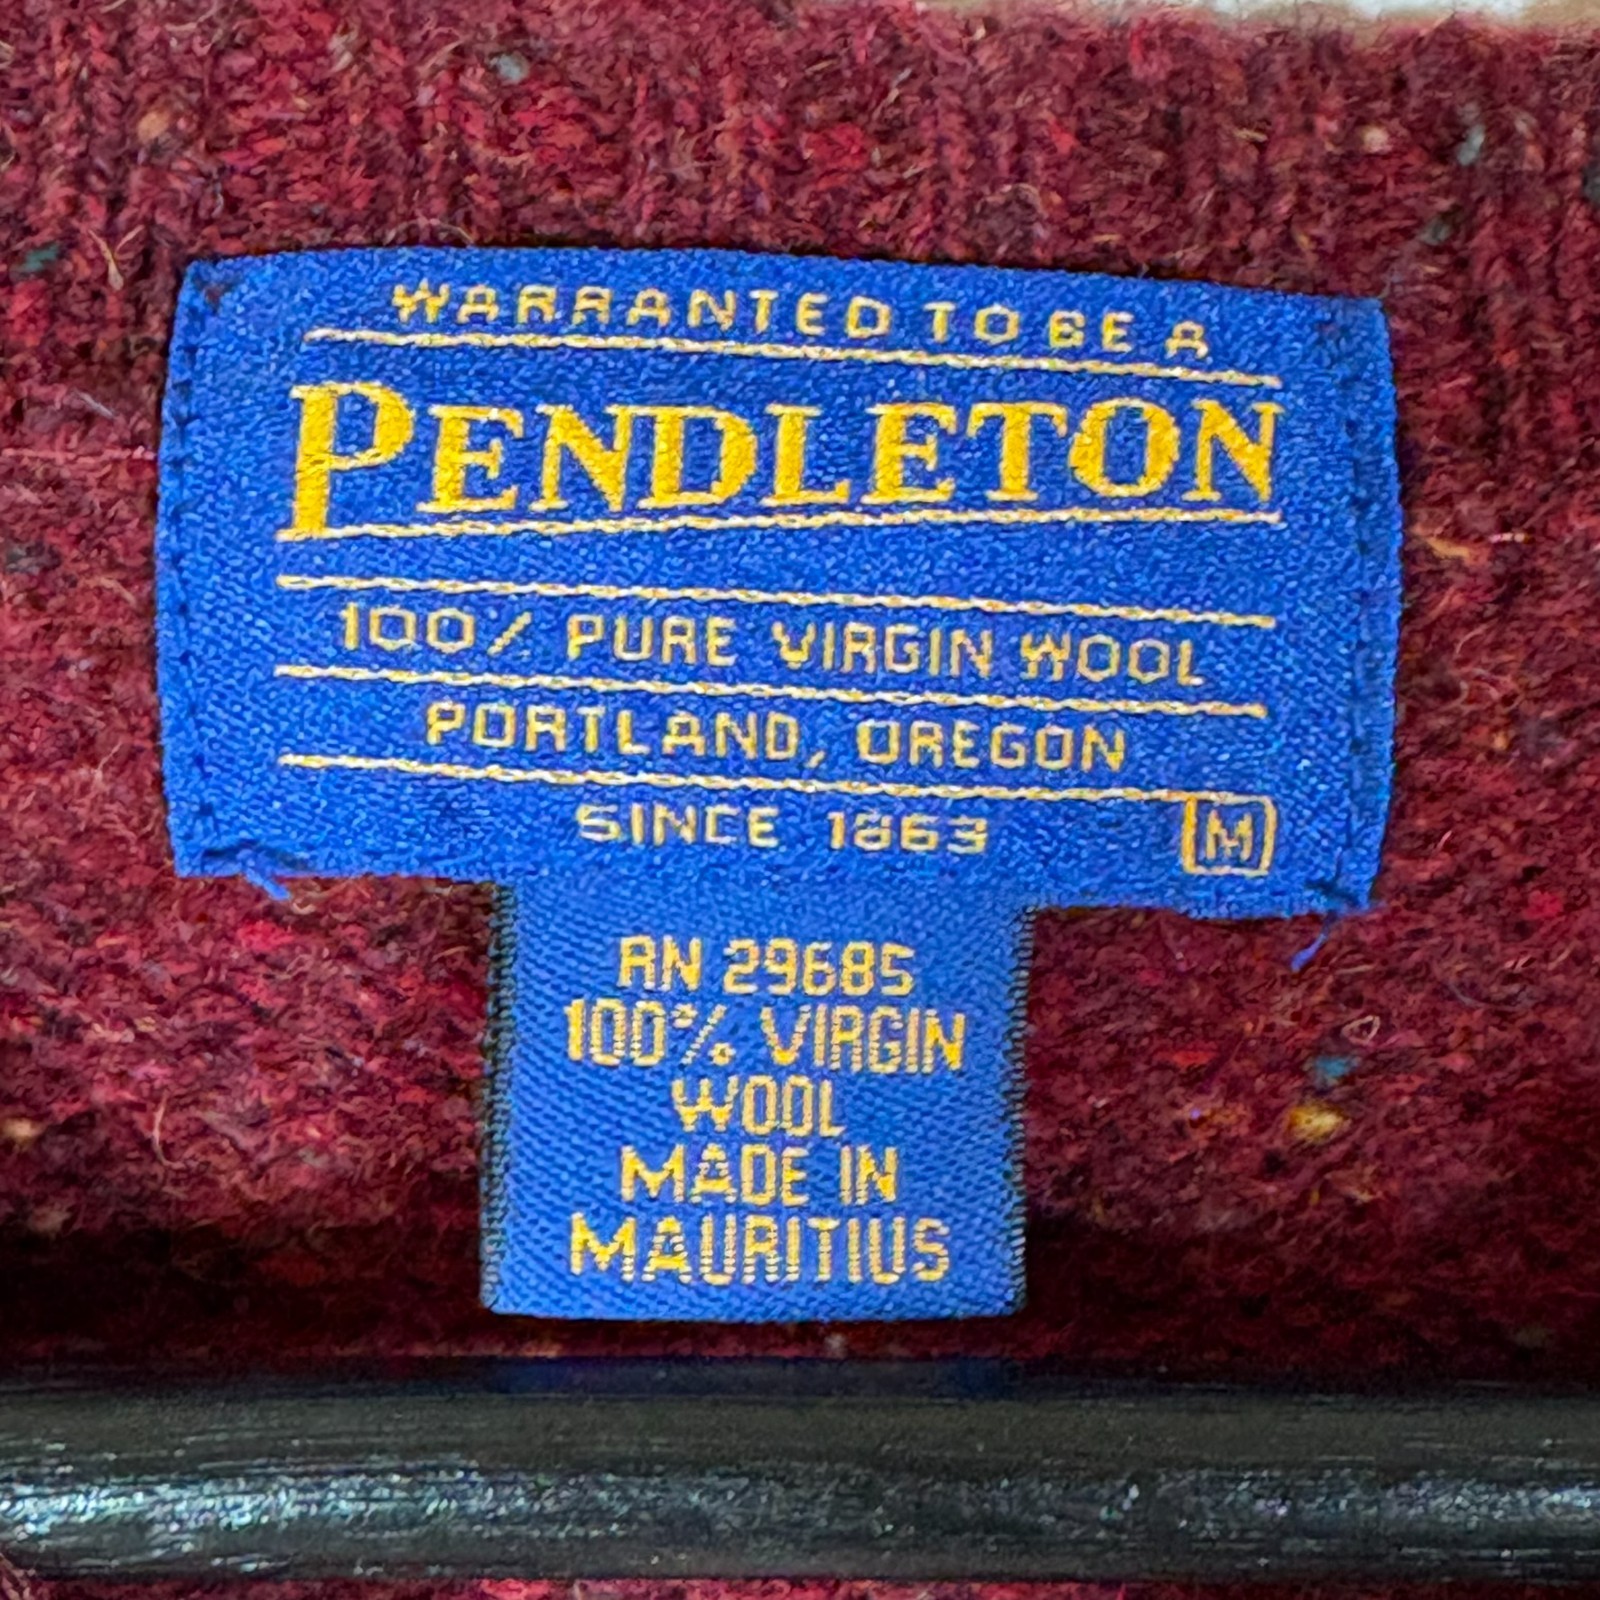 WARRANTED TO BE A
PENDLETON
100% PURE VIRGIN WOOL
PORTLAND, OREGON
SINCE 1863
M
RN 29685
100% VIRGIN
WOOL
MADE IN
MAURITIUS